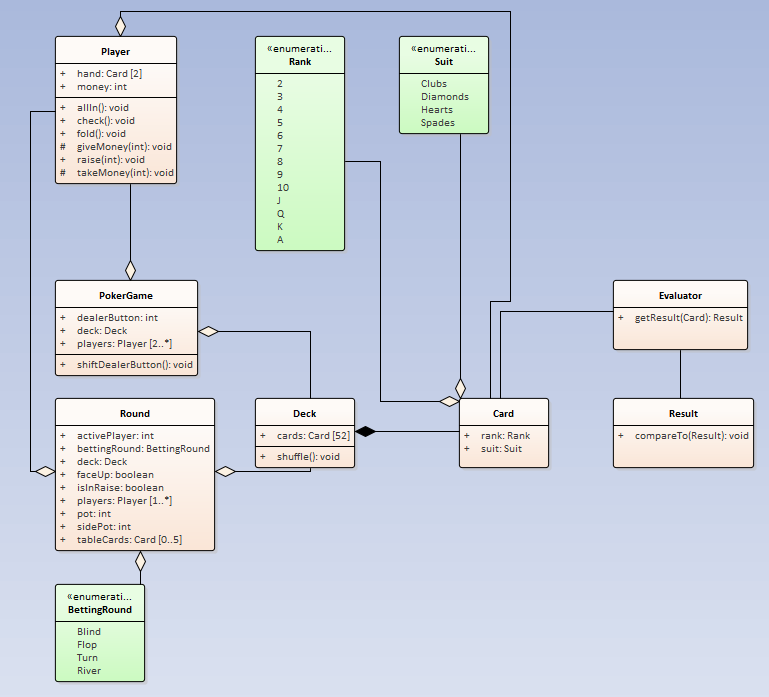 Player
+ hand: Card [2]
+ money: int
+ allIn(): void
+ check(): void
+ fold(): void
# giveMoney(int): void
+ raise(int): void
# takeMoney(int): void
«enumerati...
Rank
2
3
4
5
6
7
8
9
10
J
Q
K
A
«enumerati...
Suit
Clubs
Diamonds
Hearts
Spades
PokerGame
+ dealerButton: int
+ deck: Deck
+ players: Player [2..*]
+ shiftDealerButton(): void
Evaluator
+ getResult(Card): Result
Round
+ activePlayer: int
+ bettingRound: BettingRound
+ deck: Deck
+ faceUp: boolean
+ isInRaise: boolean
+ players: Player [1..*]
+ pot: int
+ sidePot: int
+ tableCards: Card [0..5]
Deck
+ cards: Card [52]
+ shuffle(): void
Card
+ rank: Rank
+ suit: Suit
Result
+ compareTo(Result): void
«enumerati...
BettingRound
Blind
Flop
Turn
River